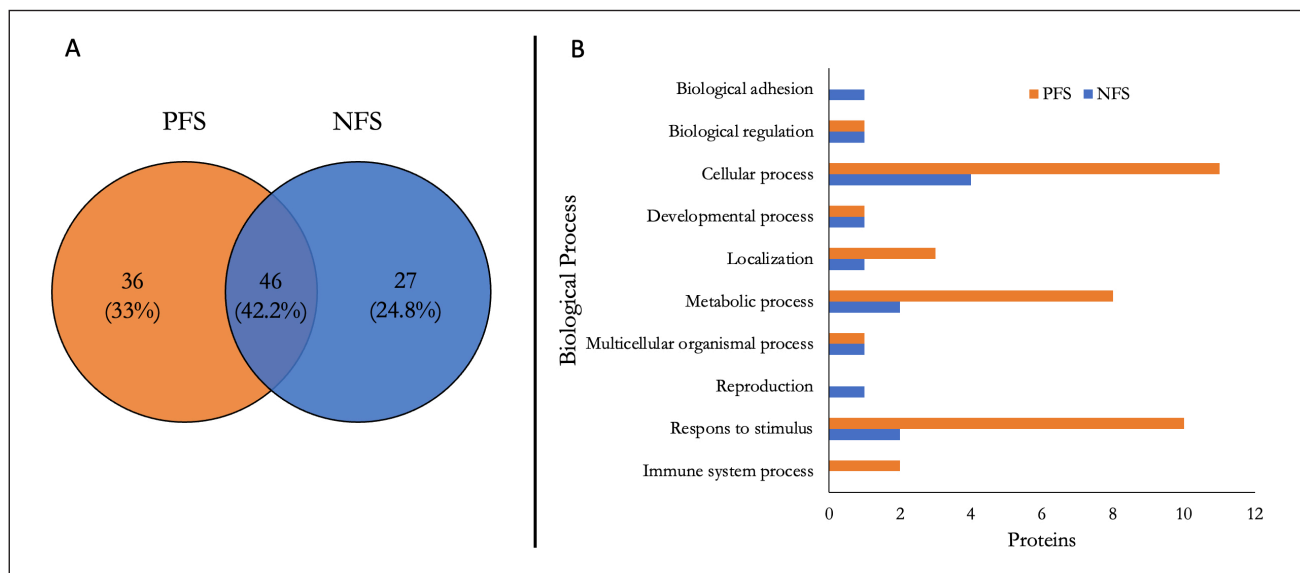 A
PFS
NFS
36
(33%)
46
(42.2%)
27
(24.8%)
B
PFS
NFS
Biological Process
Biological adhesion
Biological regulation
Cellular process
Developmental process
Localization
Metabolic process
Multicellular organismal process
Reproduction
Respons to stimulus
Immune system process
0 2 4 6 8 10 12
Proteins